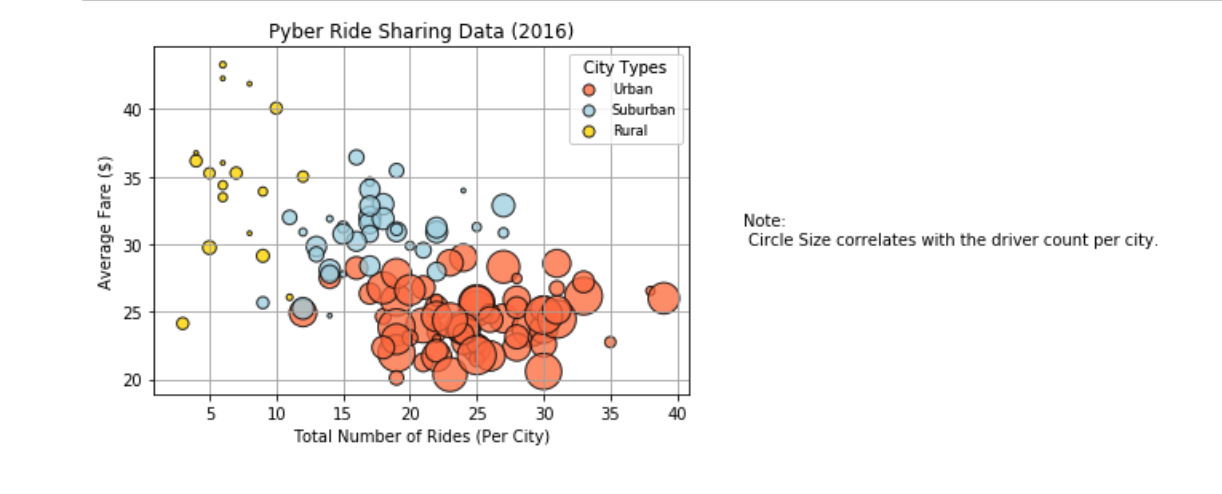 Pyber Ride Sharing Data (2016)
City Types
Urban
Suburban
Rural
Average Fare ($)
40
35
30
25
20
5 10 15 20 25 30 35 40
Total Number of Rides (Per City)
Note:
Circle Size correlates with the driver count per city.